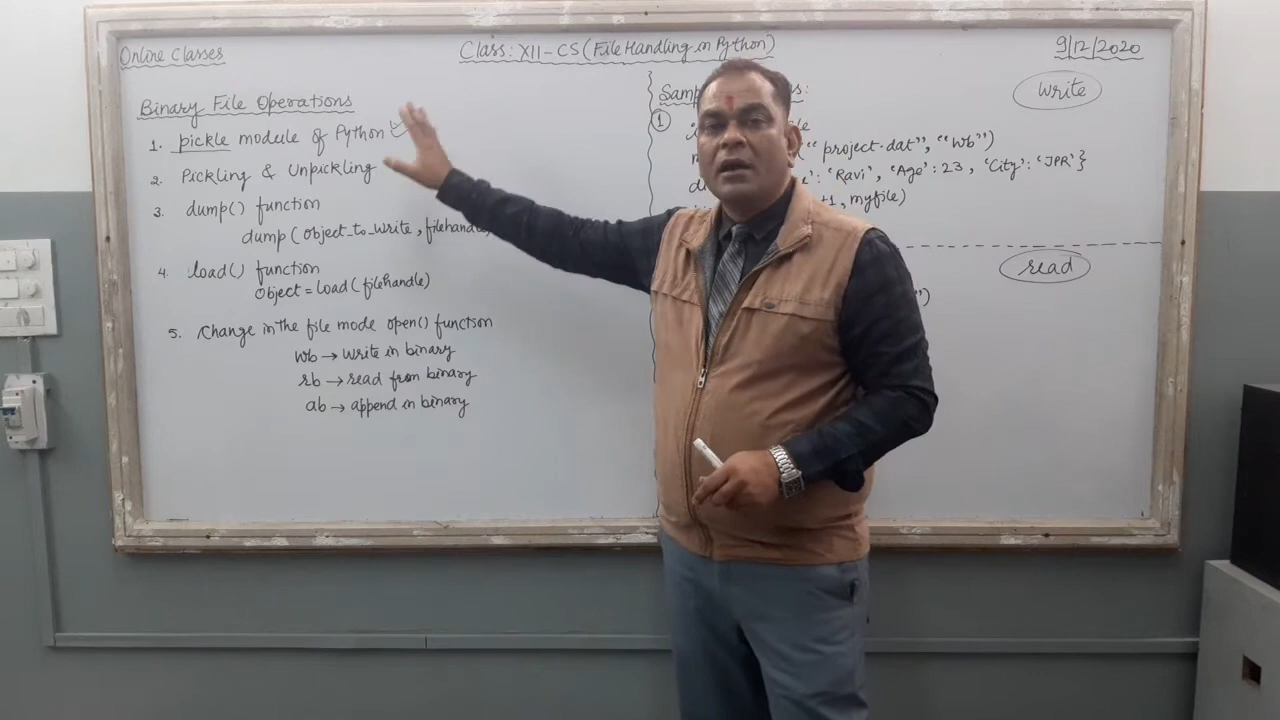 Online Classes
Class: XII-CS (File Handling in Python)
9/12/2020
Binary File Operations
1. pickle module of Python
2. Pickling & Unpickling
3. dump() function
dump(object_to_write, filehandle)
4. load() function
Object = load(filehandle)
5. Change in the file mode open() function
wb → write in binary
rb → read from binary
ab → append in binary
write
1
("project.dat", "wb")
': 'Ravi', 'Age': 23, 'City': 'JPR'}
t1, myfile)
read
")